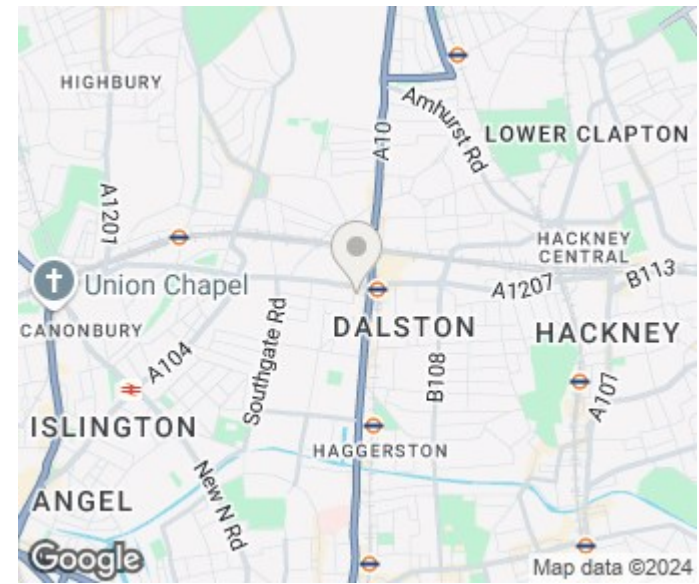 HIGHBURY
Amhurst Rd
A10
LOWER CLAPTON
A1201
HACKNEY
CENTRAL
B113
Union Chapel
A1207
CANONBURY
Southgate Rd
DALSTON
HACKNEY
A104
B108
A107
ISLINGTON
HAGGERSTON
New N Rd
ANGEL
Google
Map data ©2024